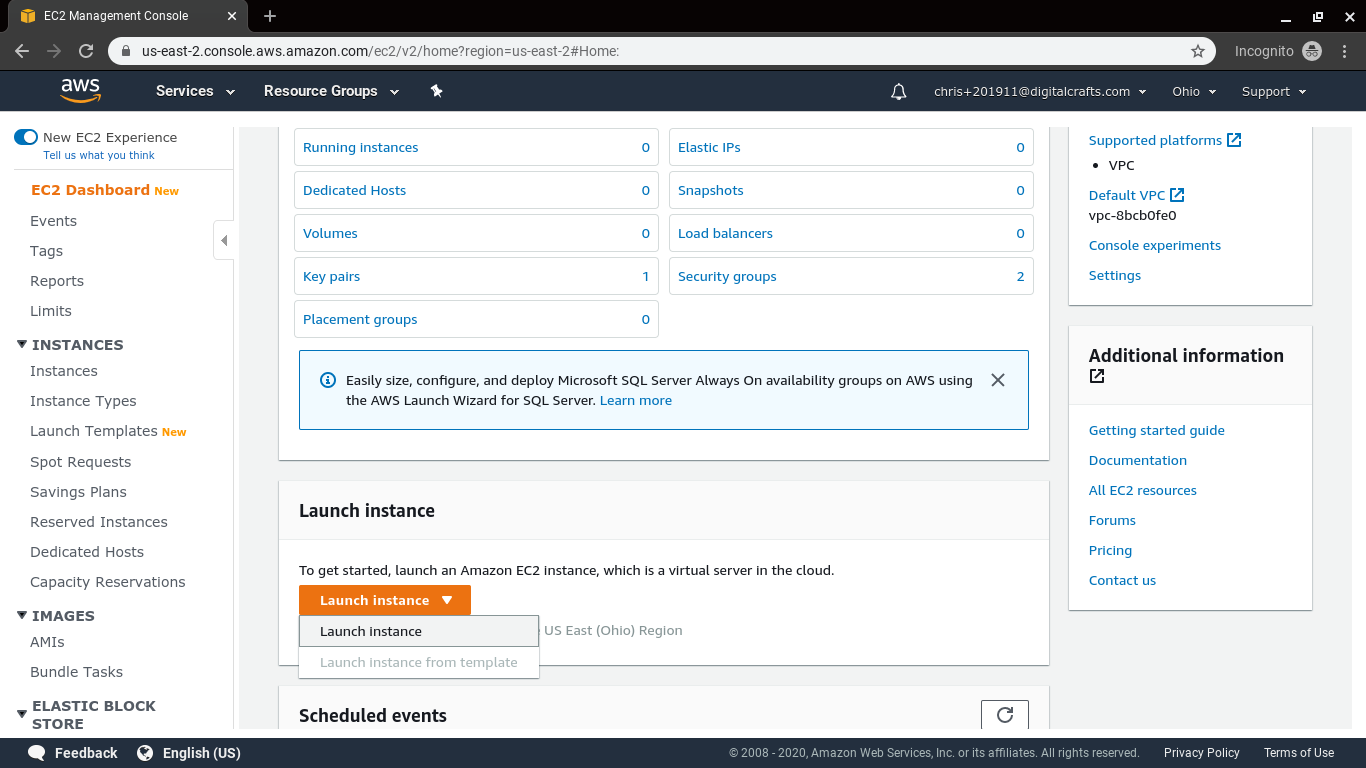 EC2 Management Console
us-east-2.console.aws.amazon.com/ec2/v2/home?region=us-east-2#Home:
Incognito
aws
Services
Resource Groups
chris+201911@digitalcrafts.com
Ohio
Support
New EC2 Experience
Tell us what you think
EC2 Dashboard New
Events
Tags
Reports
Limits
INSTANCES
Instances
Instance Types
Launch Templates New
Spot Requests
Savings Plans
Reserved Instances
Dedicated Hosts
Capacity Reservations
IMAGES
AMIs
Bundle Tasks
ELASTIC BLOCK
STORE
Running instances 0
Elastic IPs 0
Dedicated Hosts 0
Snapshots 0
Volumes 0
Load balancers 0
Key pairs 1
Security groups 2
Placement groups 0
Easily size, configure, and deploy Microsoft SQL Server Always On availability groups on AWS using
the AWS Launch Wizard for SQL Server. Learn more
Launch instance
To get started, launch an Amazon EC2 instance, which is a virtual server in the cloud.
Launch instance
Launch instance
US East (Ohio) Region
Launch instance from template
Scheduled events
Supported platforms
• VPC
Default VPC
vpc-8bcb0fe0
Console experiments
Settings
Additional information
Getting started guide
Documentation
All EC2 resources
Forums
Pricing
Contact us
Feedback
English (US)
© 2008 - 2020, Amazon Web Services, Inc. or its affiliates. All rights reserved.
Privacy Policy
Terms of Use